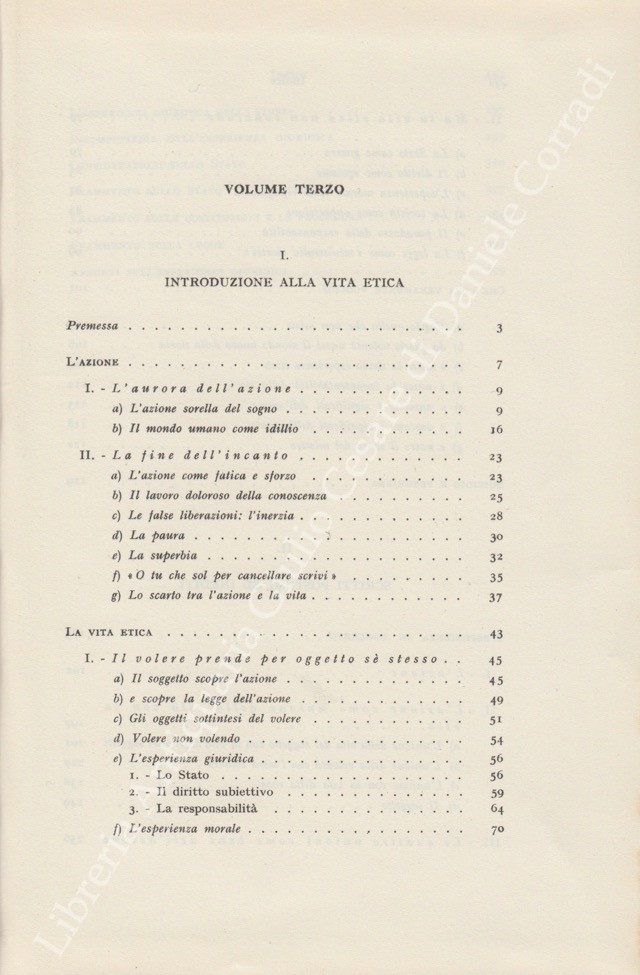 VOLUME TERZO
I.
INTRODUZIONE ALLA VITA ETICA
Premessa . . . . . . . . . . . . . . . . . . . . . . . . . . 3
L'AZIONE . . . . . . . . . . . . . . . . . . . . . . . . . . 7
I. - L'aurora dell'azione . . . . . . . . . . . . . 9
a) L'azione sorella del sogno . . . . . . . . . . . . . . 9
b) Il mondo umano come idillio . . . . . . . . . . . . . 16
II. - La fine dell'incanto . . . . . . . . . . . . . 23
a) L'azione come fatica e sforzo . . . . . . . . . . . . 23
b) Il lavoro doloroso della conoscenza . . . . . . . . . 25
c) Le false liberazioni: l'inerzia . . . . . . . . . . . . . 28
d) La paura . . . . . . . . . . . . . . . . . . . . . 30
e) La superbia . . . . . . . . . . . . . . . . . . . . 32
f) « O tu che sol per cancellare scrivi » . . . . . . . . . . 35
g) Lo scarto tra l'azione e la vita . . . . . . . . . . . . 37
LA VITA ETICA . . . . . . . . . . . . . . . . . . . . . . . 43
I. - Il volere prende per oggetto sè stesso . . 45
a) Il soggetto scopre l'azione . . . . . . . . . . . . . . 45
b) e scopre la legge dell'azione . . . . . . . . . . . . . 49
c) Gli oggetti sottintesi del volere . . . . . . . . . . . . 51
d) Volere non volendo . . . . . . . . . . . . . . . . . 54
e) L'esperienza giuridica . . . . . . . . . . . . . . . . 56
1. - Lo Stato . . . . . . . . . . . . . . . . . . . 56
2. - Il diritto subiettivo . . . . . . . . . . . . . . 59
3. - La responsabilità . . . . . . . . . . . . . . . 64
f) L'esperienza morale . . . . . . . . . . . . . . . . . 70
Libreria Giulio Cesare di Daniele Corradi